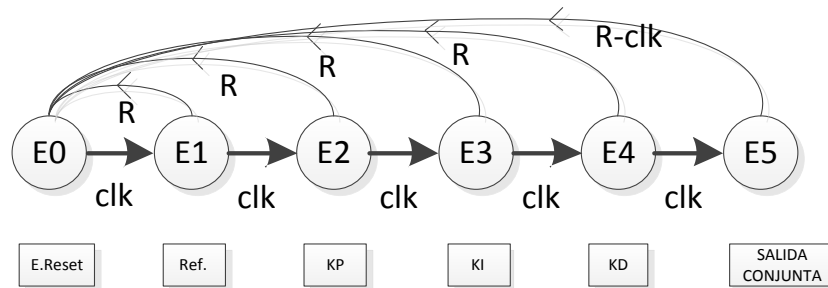 R-clk
R
R
R
R
E0 E1 E2 E3 E4 E5
clk clk clk clk clk
E.Reset Ref. KP KI KD SALIDA
CONJUNTA